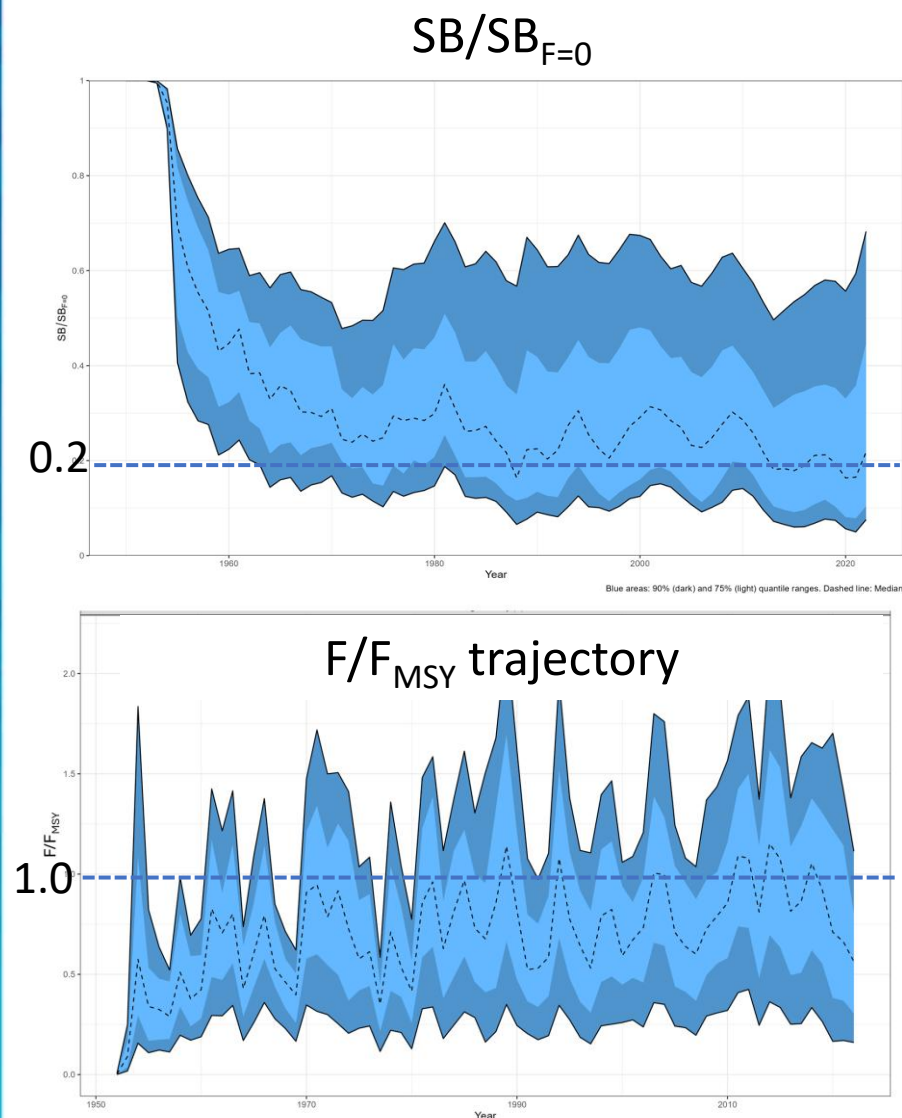 SB/SBF=0
1
0.8
0.6
SB/SBF=0
0.4
0.2
0
1960
1980
2000
2020
Year
Blue areas: 90% (dark) and 75% (light) quantile ranges. Dashed line: Median
F/FMSY trajectory
2.0
1.5
F/FMSY
1.0
0.5
0.0
1950
1970
1990
2010
Year